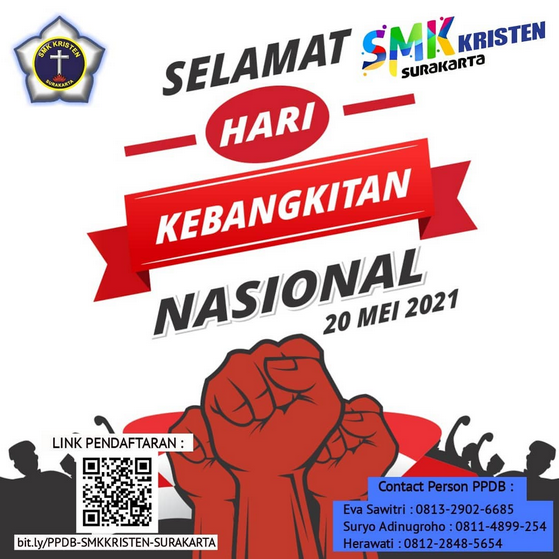 SMK KRISTEN
SURAKARTA
SELAMAT
SMK KRISTEN
SURAKARTA
HARI
KEBANGKITAN
NASIONAL
20 MEI 2021
LINK PENDAFTARAN :
bit.ly/PPDB-SMKKRISTEN-SURAKARTA
Contact Person PPDB :
Eva Sawitri : 0813-2902-6685
Suryo Adinugroho : 0811-4899-254
Herawati : 0812-2848-5654